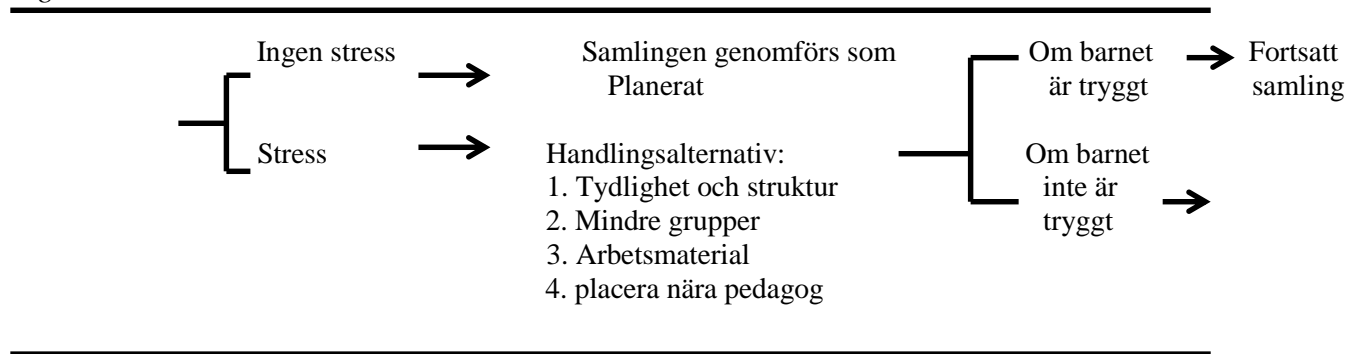 Ingen stress
Samlingen genomförs som
Planerat
Om barnet
är tryggt
Fortsatt
samling
Stress
Handlingsalternativ:
1. Tydlighet och struktur
2. Mindre grupper
3. Arbetsmaterial
4. placera nära pedagog
Om barnet
inte är
tryggt